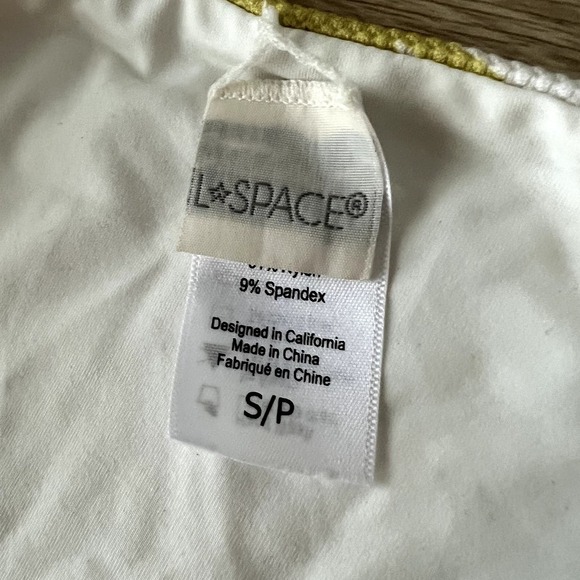 L☆SPACE®
9% Spandex
Designed in California
Made in China
Fabriqué en Chine
S/P